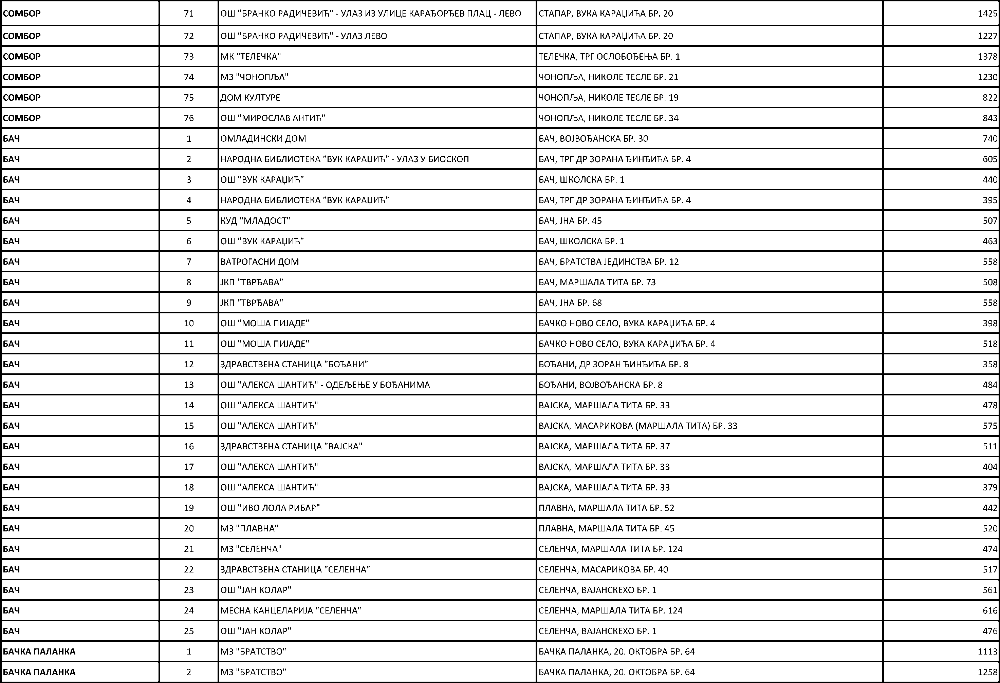 СОМБОР 71 ОШ "БРАНКО РАДИЧЕВИЋ" - УЛАЗ ИЗ УЛИЦЕ КАРАЂОРЂЕВ ПЛАЦ - ЛЕВО СТАПАР, ВУКА КАРАЏИЋА БР. 20 1425
СОМБОР 72 ОШ "БРАНКО РАДИЧЕВИЋ" - УЛАЗ ЛЕВО СТАПАР, ВУКА КАРАЏИЋА БР. 20 1227
СОМБОР 73 МК "ТЕЛЕЧКА" ТЕЛЕЧКА, ТРГ ОСЛОБОЂЕЊА БР. 1 1378
СОМБОР 74 МЗ "ЧОНОПЉА" ЧОНОПЉА, НИКОЛЕ ТЕСЛЕ БР. 21 1230
СОМБОР 75 ДОМ КУЛТУРЕ ЧОНОПЉА, НИКОЛЕ ТЕСЛЕ БР. 19 822
СОМБОР 76 ОШ "МИРОСЛАВ АНТИЋ" ЧОНОПЉА, НИКОЛЕ ТЕСЛЕ БР. 34 843
БАЧ 1 ОМЛАДИНСКИ ДОМ БАЧ, ВОЈВОЂАНСКА БР. 30 740
БАЧ 2 НАРОДНА БИБЛИОТЕКА "ВУК КАРАЏИЋ" - УЛАЗ У БИОСКОП БАЧ, ТРГ ДР ЗОРАНА ЂИНЂИЋА БР. 4 605
БАЧ 3 ОШ "ВУК КАРАЏИЋ" БАЧ, ШКОЛСКА БР. 1 440
БАЧ 4 НАРОДНА БИБЛИОТЕКА "ВУК КАРАЏИЋ" БАЧ, ТРГ ДР ЗОРАНА ЂИНЂИЋА БР. 4 395
БАЧ 5 КУД "МЛАДОСТ" БАЧ, ЈНА БР. 45 507
БАЧ 6 ОШ "ВУК КАРАЏИЋ" БАЧ, ШКОЛСКА БР. 1 463
БАЧ 7 ВАТРОГАСНИ ДОМ БАЧ, БРАТСТВА ЈЕДИНСТВА БР. 12 558
БАЧ 8 ЈКП "ТВРЂАВА" БАЧ, МАРШАЛА ТИТА БР. 73 508
БАЧ 9 ЈКП "ТВРЂАВА" БАЧ, ЈНА БР. 68 558
БАЧ 10 ОШ "МОША ПИЈАДЕ" БАЧКО НОВО СЕЛО, ВУКА КАРАЏИЋА БР. 4 398
БАЧ 11 ОШ "МОША ПИЈАДЕ" БАЧКО НОВО СЕЛО, ВУКА КАРАЏИЋА БР. 4 518
БАЧ 12 ЗДРАВСТВЕНА СТАНИЦА "БОЂАНИ" БОЂАНИ, ДР ЗОРАН ЂИНЂИЋА БР. 8 358
БАЧ 13 ОШ "АЛЕКСА ШАНТИЋ" - ОДЕЉЕЊЕ У БОЂАНИМА БОЂАНИ, ВОЈВОЂАНСКА БР. 8 484
БАЧ 14 ОШ "АЛЕКСА ШАНТИЋ" ВАЈСКА, МАРШАЛА ТИТА БР. 33 478
БАЧ 15 ОШ "АЛЕКСА ШАНТИЋ" ВАЈСКА, МАСАРИКОВА (МАРШАЛА ТИТА) БР. 33 575
БАЧ 16 ЗДРАВСТВЕНА СТАНИЦА "ВАЈСКА" ВАЈСКА, МАРШАЛА ТИТА БР. 37 511
БАЧ 17 ОШ "АЛЕКСА ШАНТИЋ" ВАЈСКА, МАРШАЛА ТИТА БР. 33 404
БАЧ 18 ОШ "АЛЕКСА ШАНТИЋ" ВАЈСКА, МАРШАЛА ТИТА БР. 33 379
БАЧ 19 ОШ "ИВО ЛОЛА РИБАР" ПЛАВНА, МАРШАЛА ТИТА БР. 52 442
БАЧ 20 МЗ "ПЛАВНА" ПЛАВНА, МАРШАЛА ТИТА БР. 45 520
БАЧ 21 МЗ "СЕЛЕНЧА" СЕЛЕНЧА, МАРШАЛА ТИТА БР. 124 474
БАЧ 22 ЗДРАВСТВЕНА СТАНИЦА "СЕЛЕНЧА" СЕЛЕНЧА, МАСАРИКОВА БР. 40 517
БАЧ 23 ОШ "ЈАН КОЛАР" СЕЛЕНЧА, ВАЈАНСКЕХО БР. 1 561
БАЧ 24 МЕСНА КАНЦЕЛАРИЈА "СЕЛЕНЧА" СЕЛЕНЧА, МАРШАЛА ТИТА БР. 124 616
БАЧ 25 ОШ "ЈАН КОЛАР" СЕЛЕНЧА, ВАЈАНСКЕХО БР. 1 476
БАЧКА ПАЛАНКА 1 МЗ "БРАТСТВО" БАЧКА ПАЛАНКА, 20. ОКТОБРА БР. 64 1113
БАЧКА ПАЛАНКА 2 МЗ "БРАТСТВО" БАЧКА ПАЛАНКА, 20. ОКТОБРА БР. 64 1258